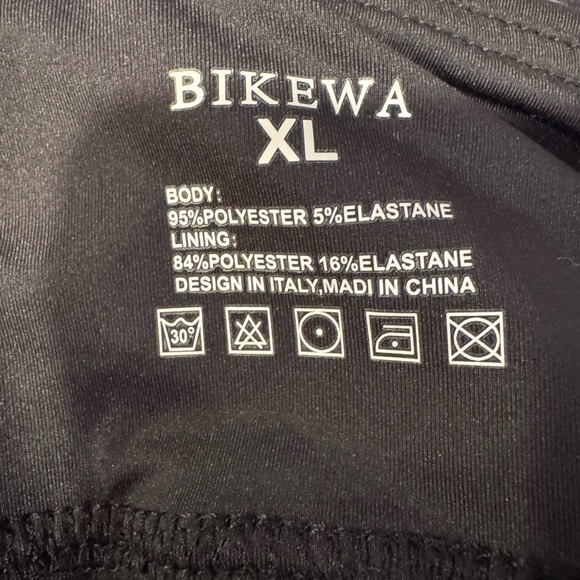 BIKEWA
XL
BODY:
95%POLYESTER 5%ELASTANE
LINING:
84%POLYESTER 16%ELASTANE
DESIGN IN ITALY,MADI IN CHINA
30°